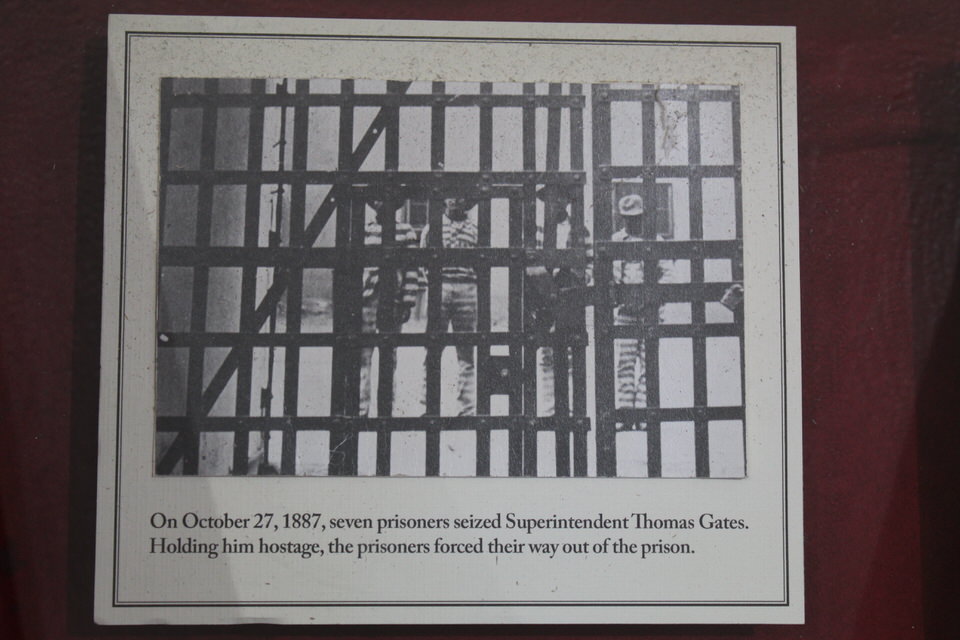 On October 27, 1887, seven prisoners seized Superintendent Thomas Gates.
Holding him hostage, the prisoners forced their way out of the prison.